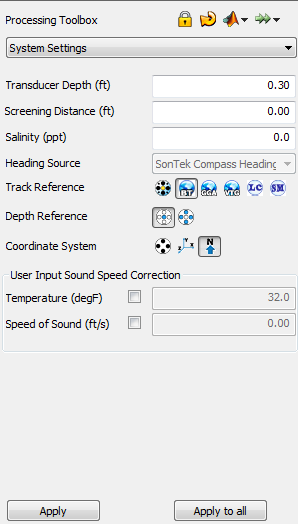 Processing Toolbox
System Settings
Transducer Depth (ft) 0.30
Screening Distance (ft) 0.00
Salinity (ppt) 0.0
Heading Source SonTek Compass Heading
Track Reference BT GGA VTG LC SM
Depth Reference
Coordinate System Y X N
User Input Sound Speed Correction
Temperature (degF) 32.0
Speed of Sound (ft/s) 0.00
Apply Apply to all